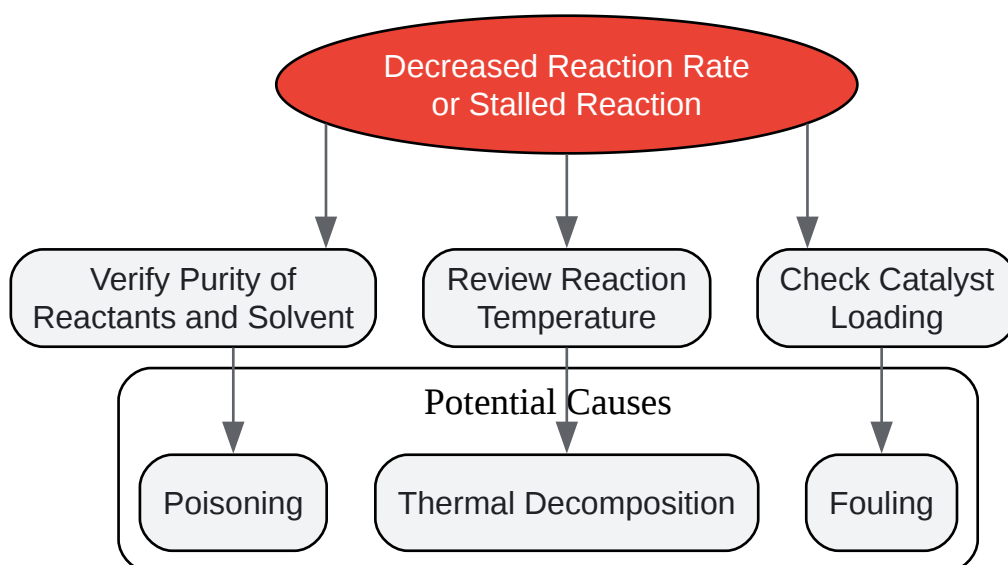 Decreased Reaction Rate
or Stalled Reaction
Verify Purity of
Reactants and Solvent
Review Reaction
Temperature
Check Catalyst
Loading
Potential Causes
Poisoning
Thermal Decomposition
Fouling